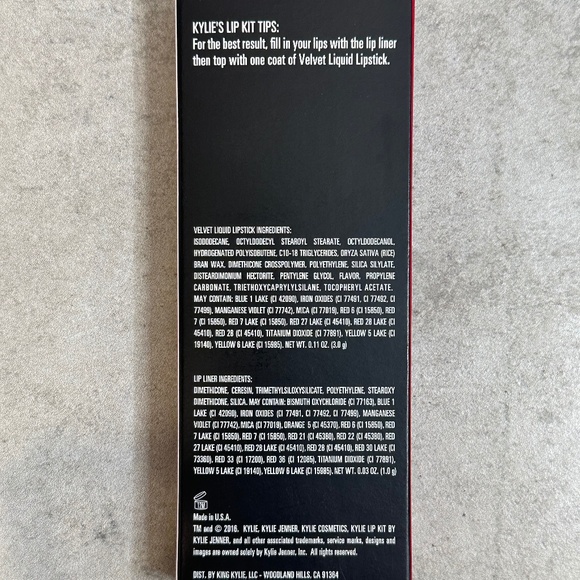 KYLIE'S LIP KIT TIPS:
For the best result, fill in your lips with the lip liner
then top with one coat of Velvet Liquid Lipstick.
VELVET LIQUID LIPSTICK INGREDIENTS:
ISODODECANE, OCTYLDODECYL STEAROYL STEARATE, OCTYLDODECANOL,
HYDROGENATED POLYISOBUTENE, C10-18 TRIGLYCERIDES, ORYZA SATIVA (RICE)
BRAN WAX, DIMETHICONE CROSSPOLYMER, POLYETHYLENE, SILICA SILYLATE,
DISTEARDIMONIUM HECTORITE, PENTYLENE GLYCOL, FLAVOR, PROPYLENE
CARBONATE, TRIETHOXYCAPRYLYLSILANE, TOCOPHERYL ACETATE.
MAY CONTAIN: BLUE 1 LAKE (CI 42090), IRON OXIDES (CI 77491, CI 77492, CI
77499), MANGANESE VIOLET (CI 77742), MICA (CI 77019), RED 6 (CI 15850), RED
7 (CI 15850), RED 7 LAKE (CI 15850), RED 27 LAKE (CI 45410), RED 28 LAKE (CI
45410), RED 28 (CI 45410), TITANIUM DIOXIDE (CI 77891), YELLOW 5 LAKE (CI
19140), YELLOW 6 LAKE (CI 15985). NET WT. 0.11 OZ. (3.0 g)
LIP LINER INGREDIENTS:
DIMETHICONE, CERESIN, TRIMETHYLSILOXYSILICATE, POLYETHYLENE, STEAROXY
DIMETHICONE, SILICA. MAY CONTAIN: BISMUTH OXYCHLORIDE (CI 77163), BLUE 1
LAKE (CI 42090), IRON OXIDES (CI 77491, CI 77492, CI 77499), MANGANESE
VIOLET (CI 77742), MICA (CI 77019), ORANGE 5 (CI 45370), RED 6 (CI 15850), RED
7 LAKE (CI 15850), RED 7 (CI 15850), RED 21 (CI 45380), RED 22 (CI 45380), RED
27 LAKE (CI 45410), RED 28 LAKE (CI 45410), RED 28 (CI 45410), RED 30 LAKE (CI
73360), RED 33 (CI 17200), RED 36 (CI 12085), TITANIUM DIOXIDE (CI 77891),
YELLOW 5 LAKE (CI 19140), YELLOW 6 LAKE (CI 15985). NET WT. 0.03 OZ. (1.0 g)
Made in U.S.A.
TM and © 2016. KYLIE, KYLIE JENNER, KYLIE COSMETICS, KYLIE LIP KIT BY
KYLIE JENNER, and all other associated trademarks, service marks, designs and
images are owned solely by Kylie Jenner, Inc. All rights reserved.
DIST. BY KING KYLIE, LLC - WOODLAND HILLS, CA 91364